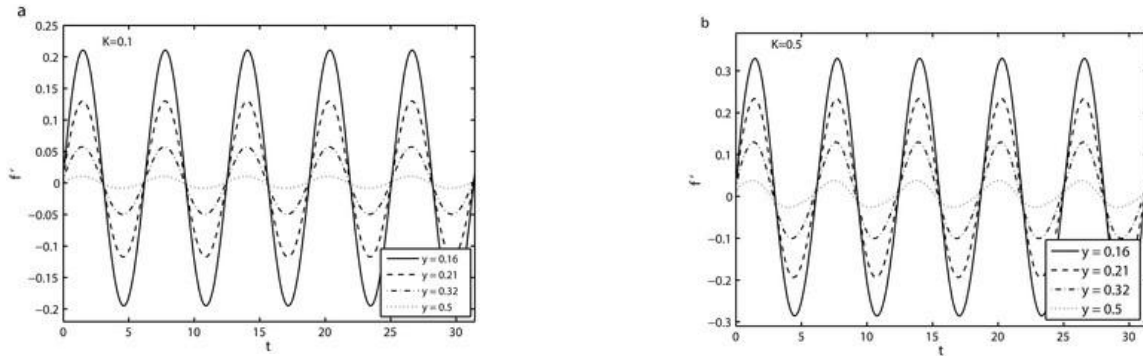 a
K=0.1
0.25
0.2
0.15
0.1
0.05
0
−0.05
−0.1
−0.15
−0.2
f′
0 5 10 15 20 25 30
t
y = 0.16
y = 0.21
y = 0.32
y = 0.5
b
K=0.5
0.3
0.2
0.1
0
−0.1
−0.2
−0.3
f′
0 5 10 15 20 25 30
t
y = 0.16
y = 0.21
y = 0.32
y = 0.5